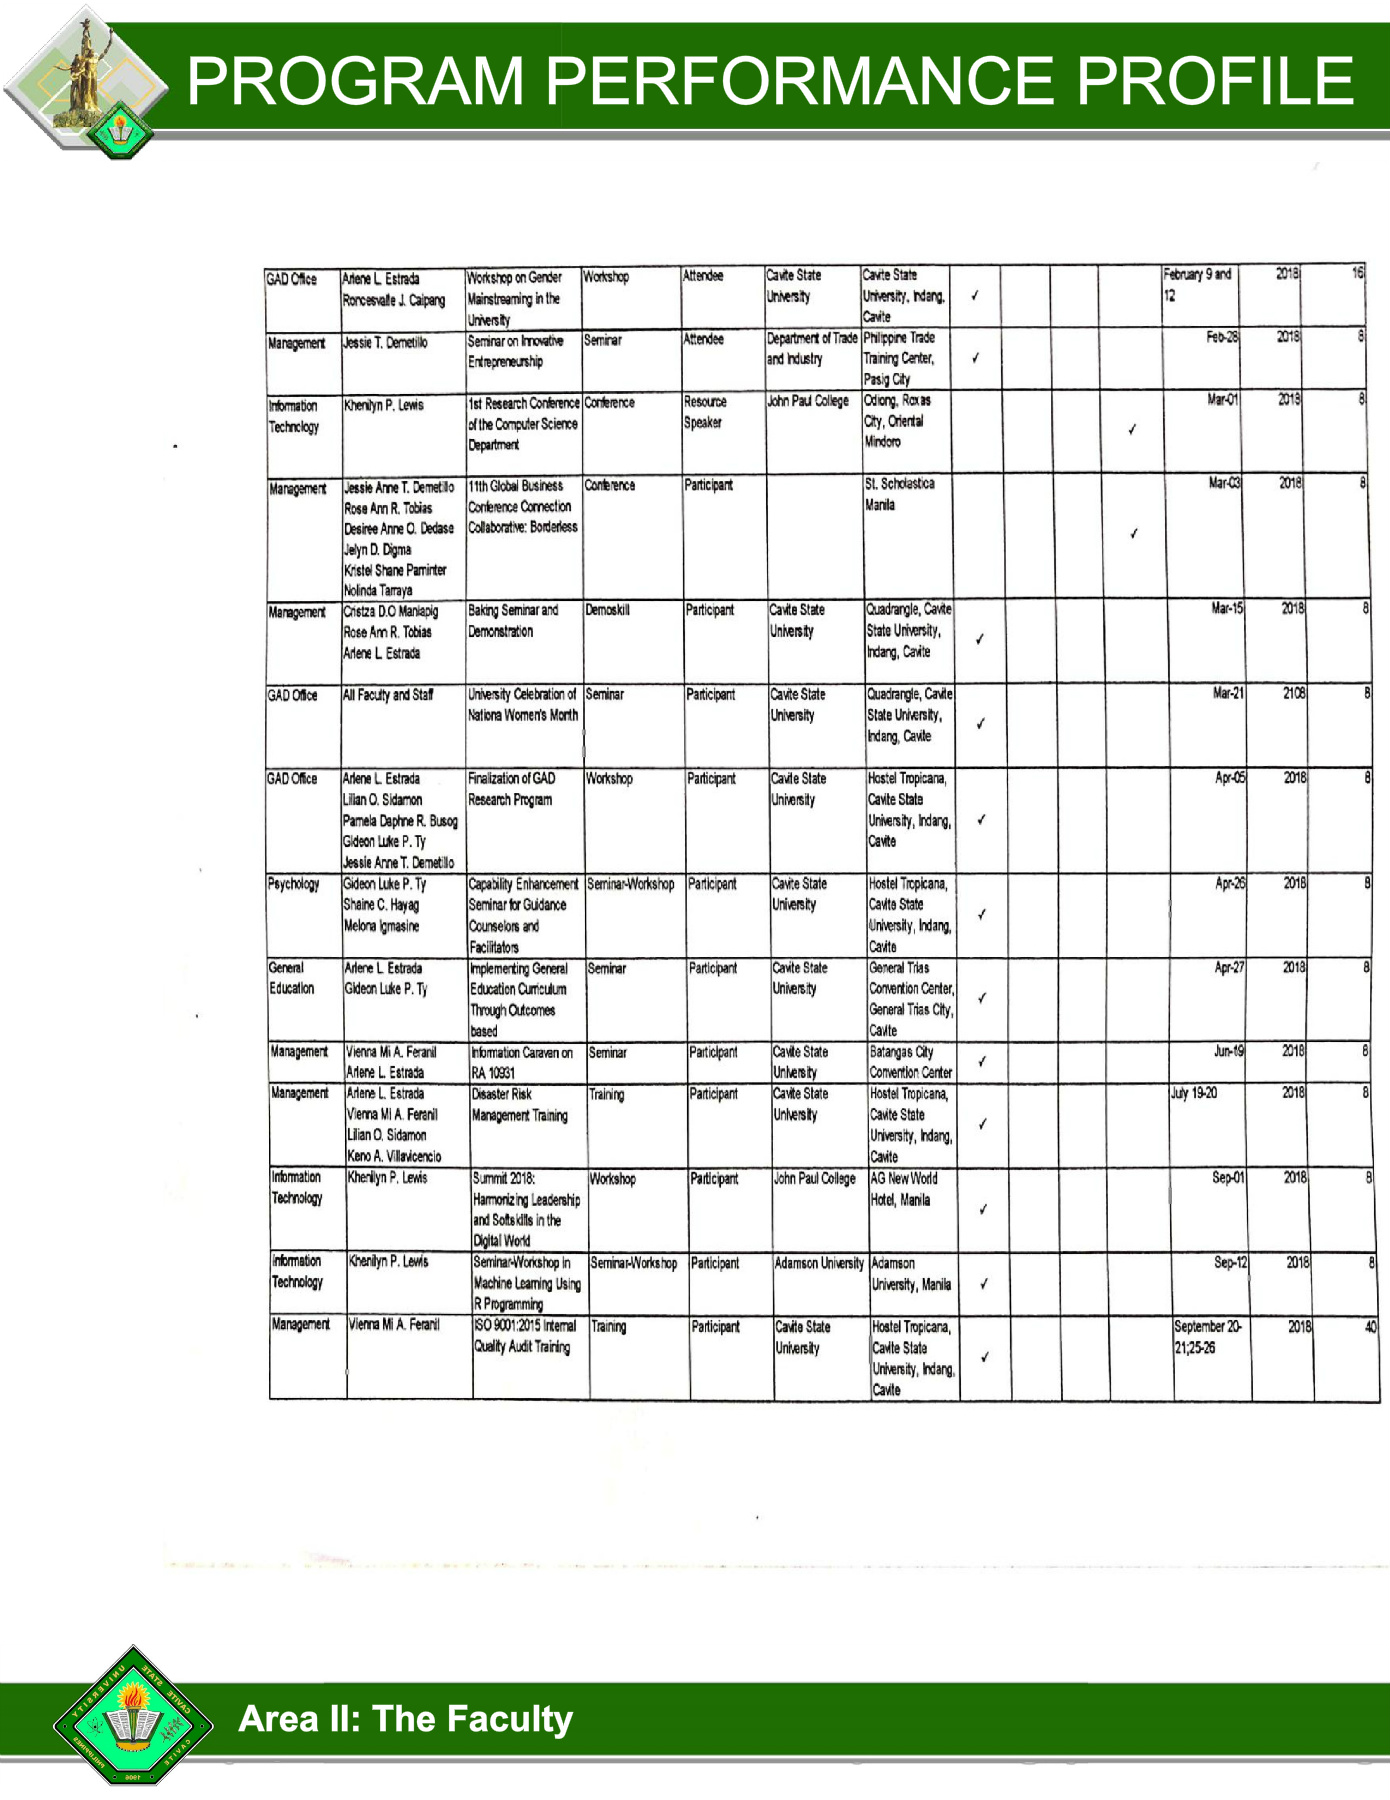 PROGRAM PERFORMANCE PROFILE
GAD Office Arlene L. Estrada Workshop on Gender Workshop Attendee Cavite State Cavite State February 9 and 2018 16
Roncesvalle J. Caipang Mainstreaming in the University University, Indang, ✓ 12
University Cavite
Management Jessie T. Demetillo Seminar on Innovative Seminar Attendee Department of Trade Philippine Trade Feb-28 2018 8
Entrepreneurship and Industry Training Center, ✓
Pasig City
Information Khenilyn P. Lewis 1st Research Conference Conference Resource John Paul College Odiong, Roxas Mar-01 2018 8
Technology of the Computer Science Speaker City, Oriental ✓
Department Mindoro
Management Jessie Anne T. Demetillo 11th Global Business Conference Participant St. Scholastica Mar-03 2018 8
Rose Ann R. Tobias Conference Connection Manila
Desiree Anne O. Dedase Collaborative: Borderless ✓
Jelyn D. Digma
Kristel Shane Paminter
Nolinda Tarraya
Management Cristza D.O Maniapig Baking Seminar and Demoskill Participant Cavite State Quadrangle, Cavite Mar-15 2018 8
Rose Ann R. Tobias Demonstration University State University, ✓
Arlene L. Estrada Indang, Cavite
GAD Office All Faculty and Staff University Celebration of Seminar Participant Cavite State Quadrangle, Cavite Mar-21 2108 8
Nationa Women's Month University State University, ✓
Indang, Cavite
GAD Office Arlene L. Estrada Finalization of GAD Workshop Participant Cavite State Hostel Tropicana, Apr-05 2018 8
Lilian O. Sidamon Research Program University Cavite State
Pamela Daphne R. Busog University, Indang, ✓
Gideon Luke P. Ty Cavite
Jessie Anne T. Demetillo
Psychology Gideon Luke P. Ty Capability Enhancement Seminar-Workshop Participant Cavite State Hostel Tropicana, Apr-26 2018 8
Shaine C. Hayag Seminar for Guidance University Cavite State ✓
Melona Igmasine Counselors and University, Indang,
Facilitators Cavite
General Arlene L. Estrada Implementing General Seminar Participant Cavite State General Trias Apr-27 2018 8
Education Gideon Luke P. Ty Education Curriculum University Convention Center, ✓
Through Outcomes General Trias City,
based Cavite
Management Vienna Mi A. Feranil Information Caravan on Seminar Participant Cavite State Batangas City ✓ Jun-19 2018 8
Arlene L. Estrada RA 10931 University Convention Center
Management Arlene L. Estrada Disaster Risk Training Participant Cavite State Hostel Tropicana, July 19-20 2018 8
Vienna Mi A. Feranil Management Training University Cavite State ✓
Lilian O. Sidamon University, Indang,
Keno A. Villavicencio Cavite
Information Khenilyn P. Lewis Summit 2018: Workshop Participant John Paul College AG New World Sep-01 2018 8
Technology Harmonizing Leadership Hotel, Manila ✓
and Softskills in the
Digital World
Information Khenilyn P. Lewis Seminar-Workshop in Seminar-Workshop Participant Adamson University Adamson Sep-12 2018 8
Technology Machine Learning Using University, Manila ✓
R Programming
Management Vienna Mi A. Feranil ISO 9001:2015 Internal Training Participant Cavite State Hostel Tropicana, September 20- 2018 40
Quality Audit Training University Cavite State ✓ 21;25-26
University, Indang,
Cavite
CAVITE STATE UNIVERSITY
CAVITE 1906 PHILIPPINES
Area II: The Faculty